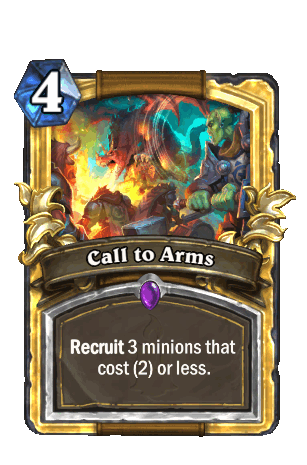 4
Call to Arms
Recruit 3 minions that
cost (2) or less.